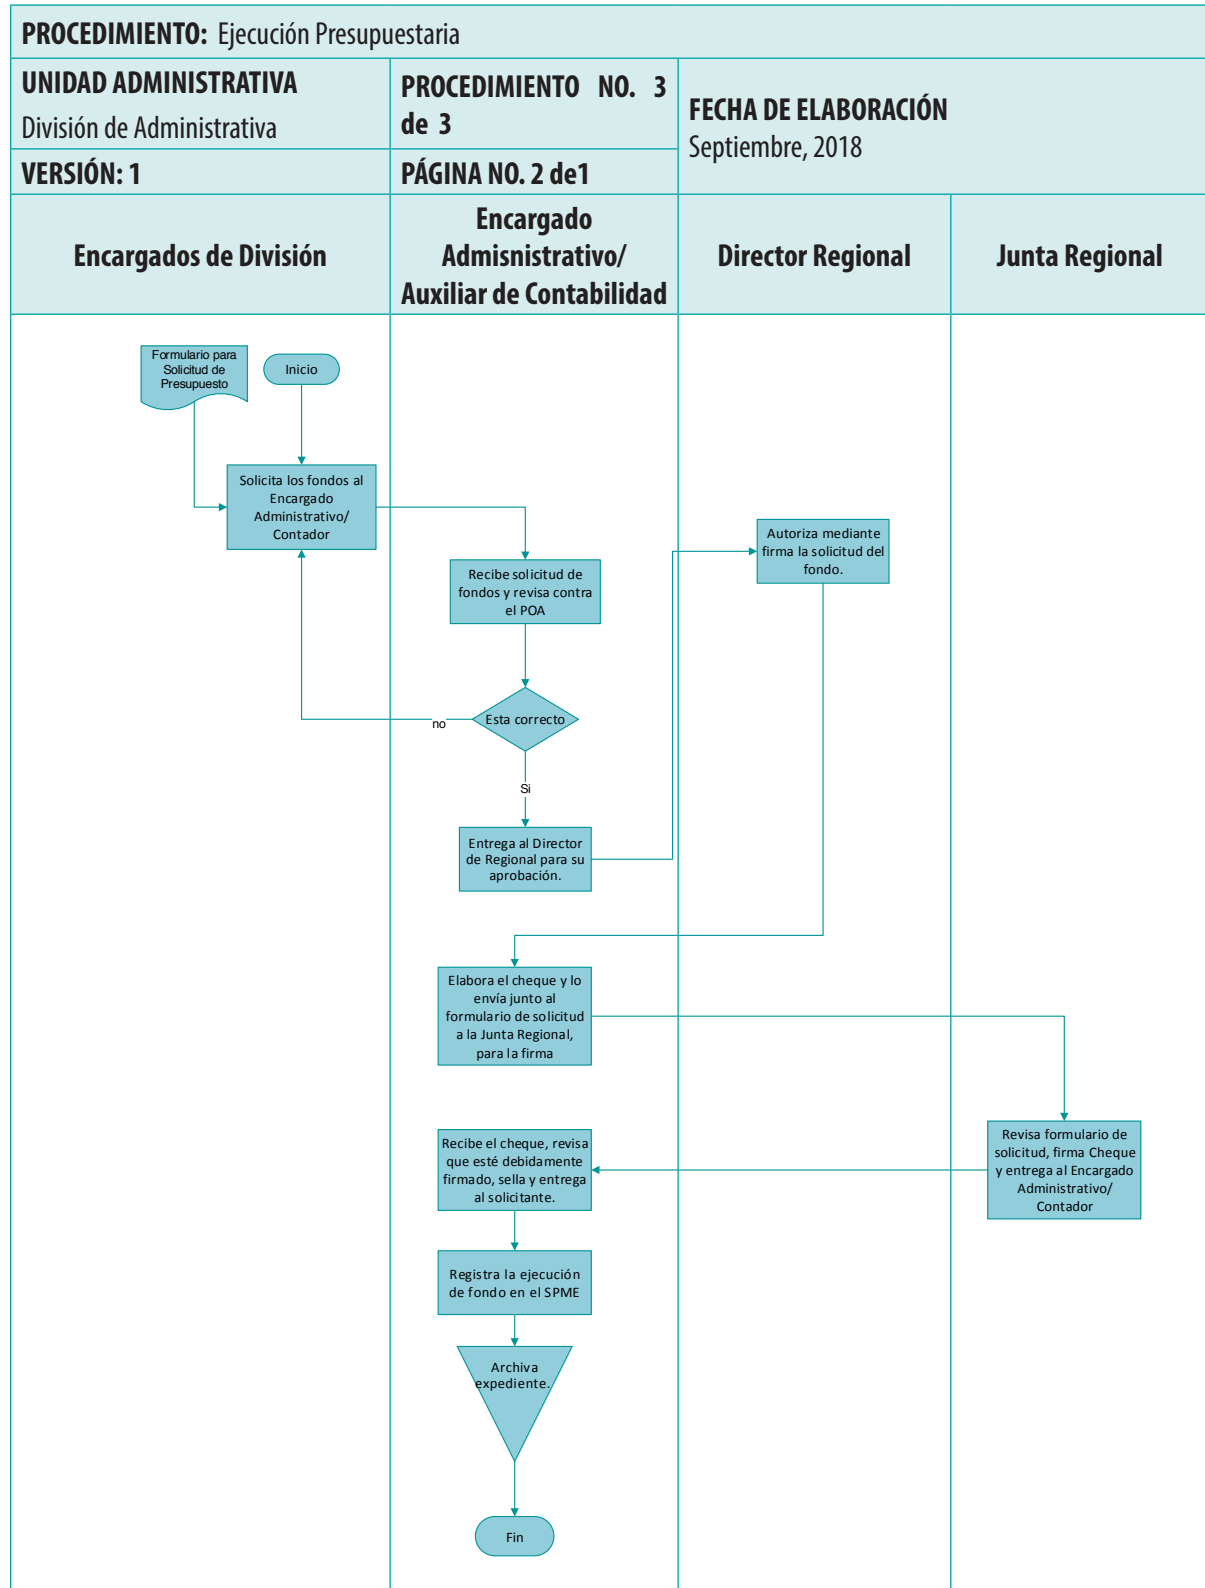 PROCEDIMIENTO: Ejecución Presupuestaria
UNIDAD ADMINISTRATIVA
División de Administrativa
PROCEDIMIENTO NO. 3
de 3
FECHA DE ELABORACIÓN
Septiembre, 2018
VERSIÓN: 1
PÁGINA NO. 2 de1
Encargados de División
Encargado
Admisnistrativo/
Auxiliar de Contabilidad
Director Regional
Junta Regional
Formulario para
Solicitud de
Presupuesto
Inicio
Solicita los fondos al
Encargado
Administrativo/
Contador
Recibe solicitud de
fondos y revisa contra
el POA
Autoriza mediante
firma la solicitud del
fondo.
Esta correcto
no
Si
Entrega al Director
de Regional para su
aprobación.
Elabora el cheque y lo
envía junto al
formulario de solicitud
a la Junta Regional,
para la firma
Revisa formulario de
solicitud, firma Cheque
y entrega al Encargado
Administrativo/
Contador
Recibe el cheque, revisa
que esté debidamente
firmado, sella y entrega
al solicitante.
Registra la ejecución
de fondo en el SPME
Archiva
expediente.
Fin